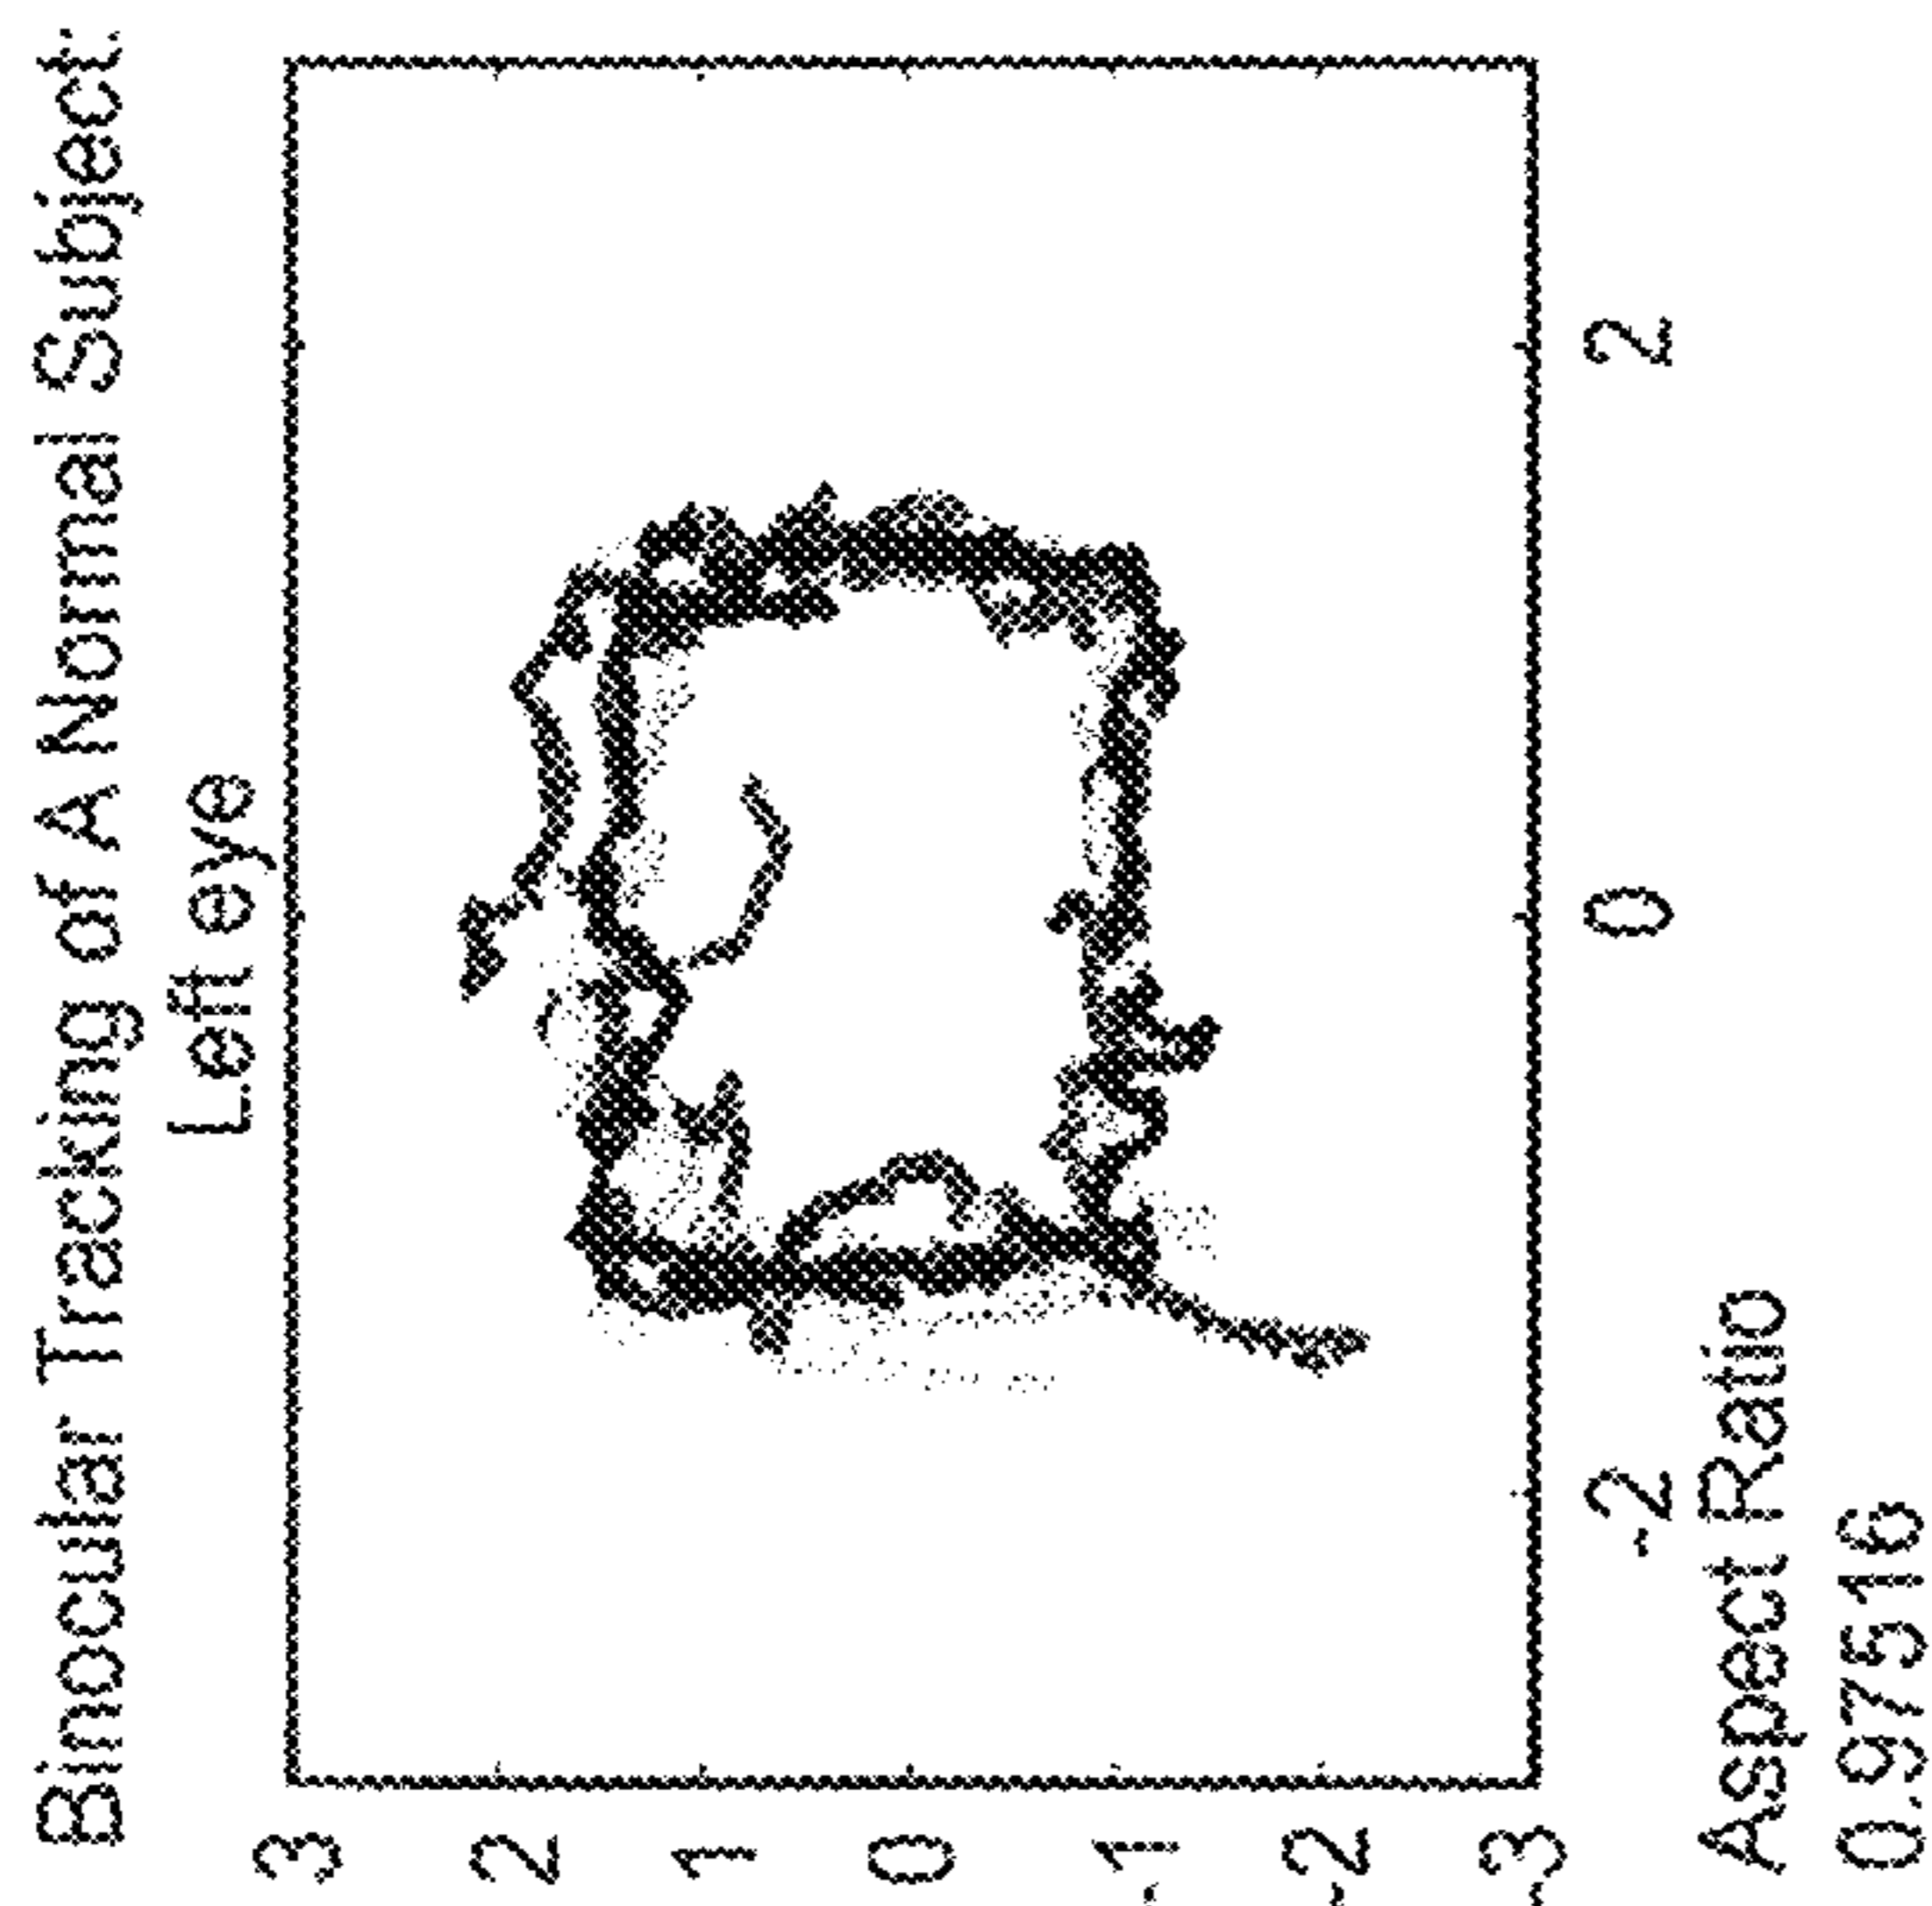 Binocular Tracking of A Normal Subject:
Left eye
3
2
1
0
-1
-2
-3
-2 0 2
Aspect Ratio
0.97516